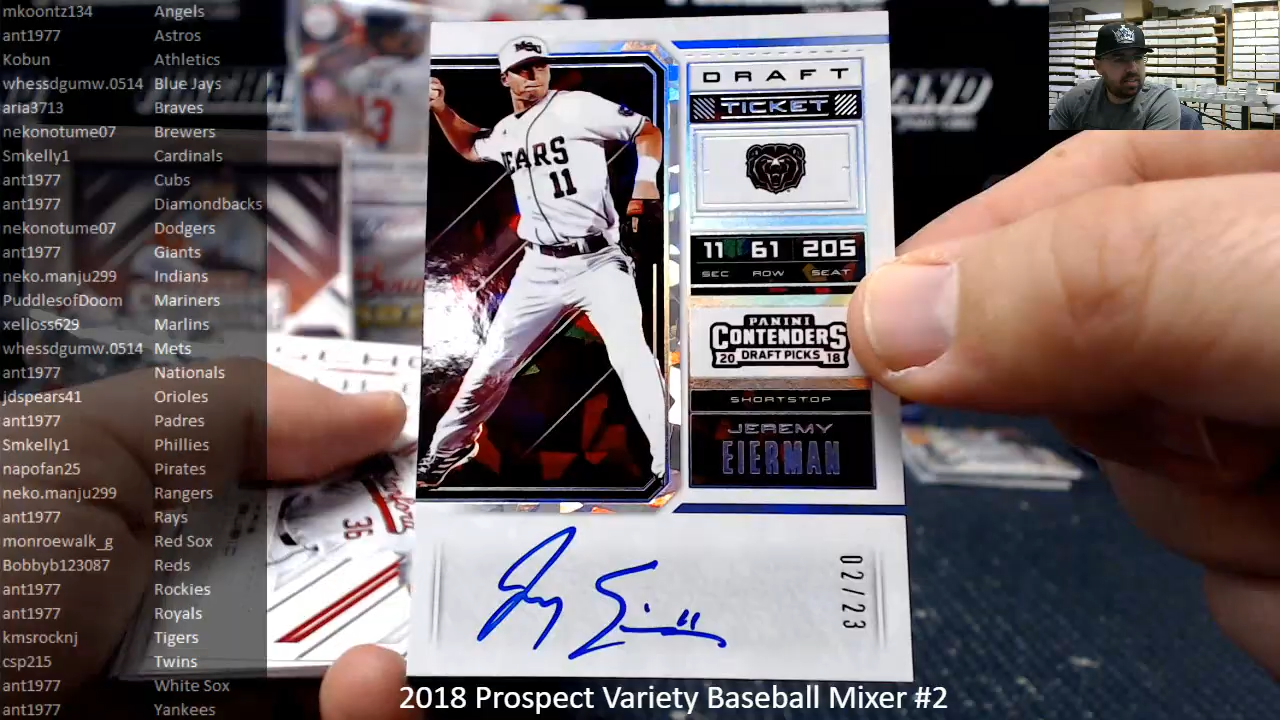 mkoontz134 Angels
ant1977 Astros
Kobun Athletics
whessdgumw.0514 Blue Jays
aria3713 Braves
nekonotume07 Brewers
Smkelly1 Cardinals
ant1977 Cubs
ant1977 Diamondbacks
nekonotume07 Dodgers
ant1977 Giants
neko.manju299 Indians
PuddlesofDoom Mariners
xelloss629 Marlins
whessdgumw.0514 Mets
ant1977 Nationals
jdspears41 Orioles
ant1977 Padres
Smkelly1 Phillies
napofan25 Pirates
neko.manju299 Rangers
ant1977 Rays
monroewalk_g Red Sox
Bobbyb123087 Reds
ant1977 Rockies
ant1977 Royals
kmsrocknj Tigers
csp215 Twins
ant1977 White Sox
ant1977 Yankees
MSU
BEARS
11
DRAFT
TICKET
11 61 205
SEC ROW SEAT
PANINI
CONTENDERS
20 DRAFT PICKS 18
SHORTSTOP
JEREMY
EIERMAN
02/23
36
2018 Prospect Variety Baseball Mixer #2